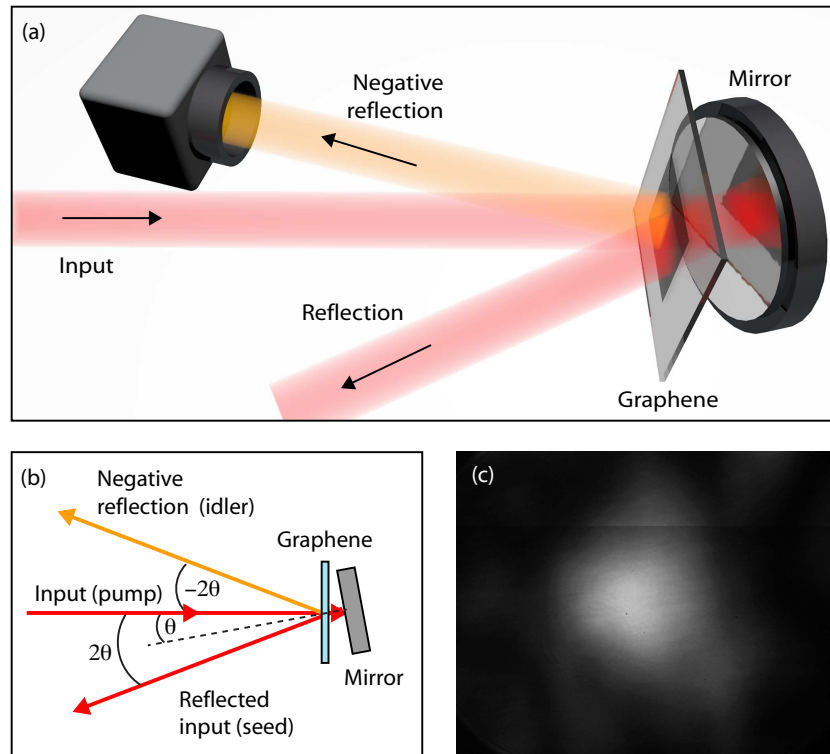 (a)
Negative
reflection
Mirror
Input
Reflection
Graphene
(b)
Negative
reflection (idler)
Graphene
Input (pump)
−2θ
θ
2θ
Mirror
Reflected
input (seed)
(c)